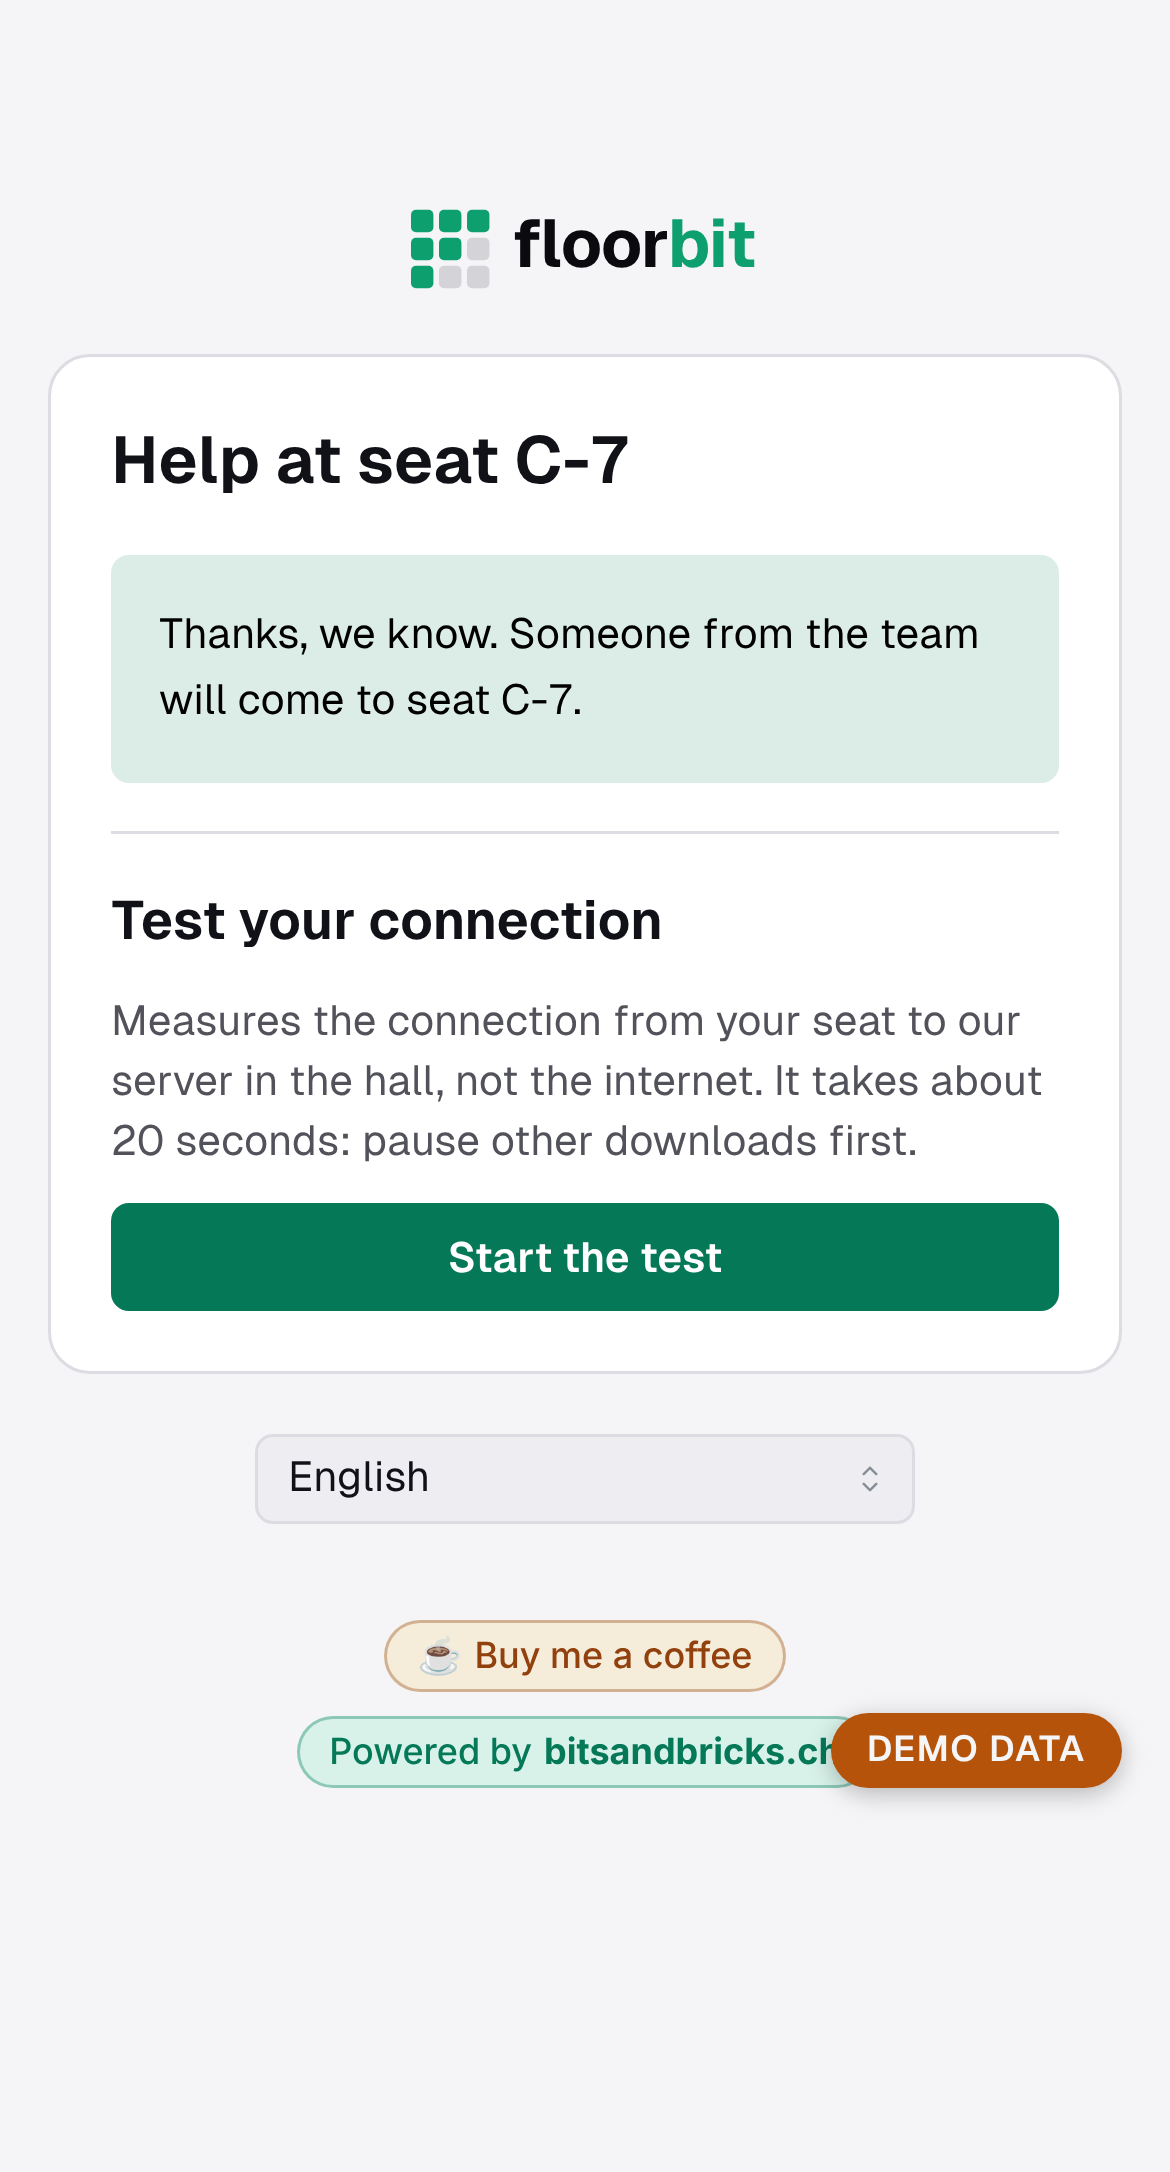 floorbit
Help at seat C-7
Thanks, we know. Someone from the team
will come to seat C-7.
Test your connection
Measures the connection from your seat to our
server in the hall, not the internet. It takes about
20 seconds: pause other downloads first.
Start the test
English
Buy me a coffee
Powered by bitsandbricks.ch
DEMO DATA